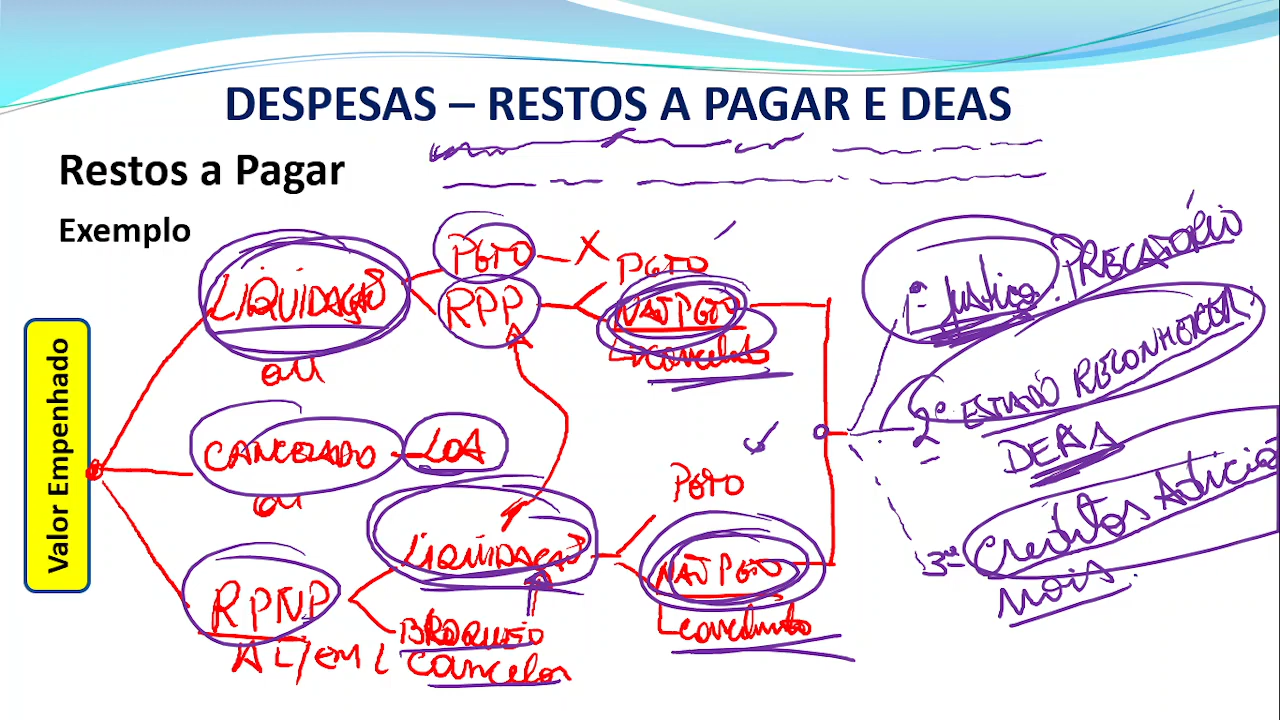 DESPESAS – RESTOS A PAGAR E DEAS
Restos a Pagar
Exemplo
Valor Empenhado
LIQUIDAÇÃO
ou
CANCELADO
LOA
ou
RPNP
A L/EM L
PGTO
X
RPP
PGTO
NÃO PGTO
LIQUIDAÇÃO
BLOQUEIO
cancelar
PGTO
NÃO PGTO
1º Justiça
PRECATÓRIO
2º ESTADO RECONHECER
DEA
3º
Créditos